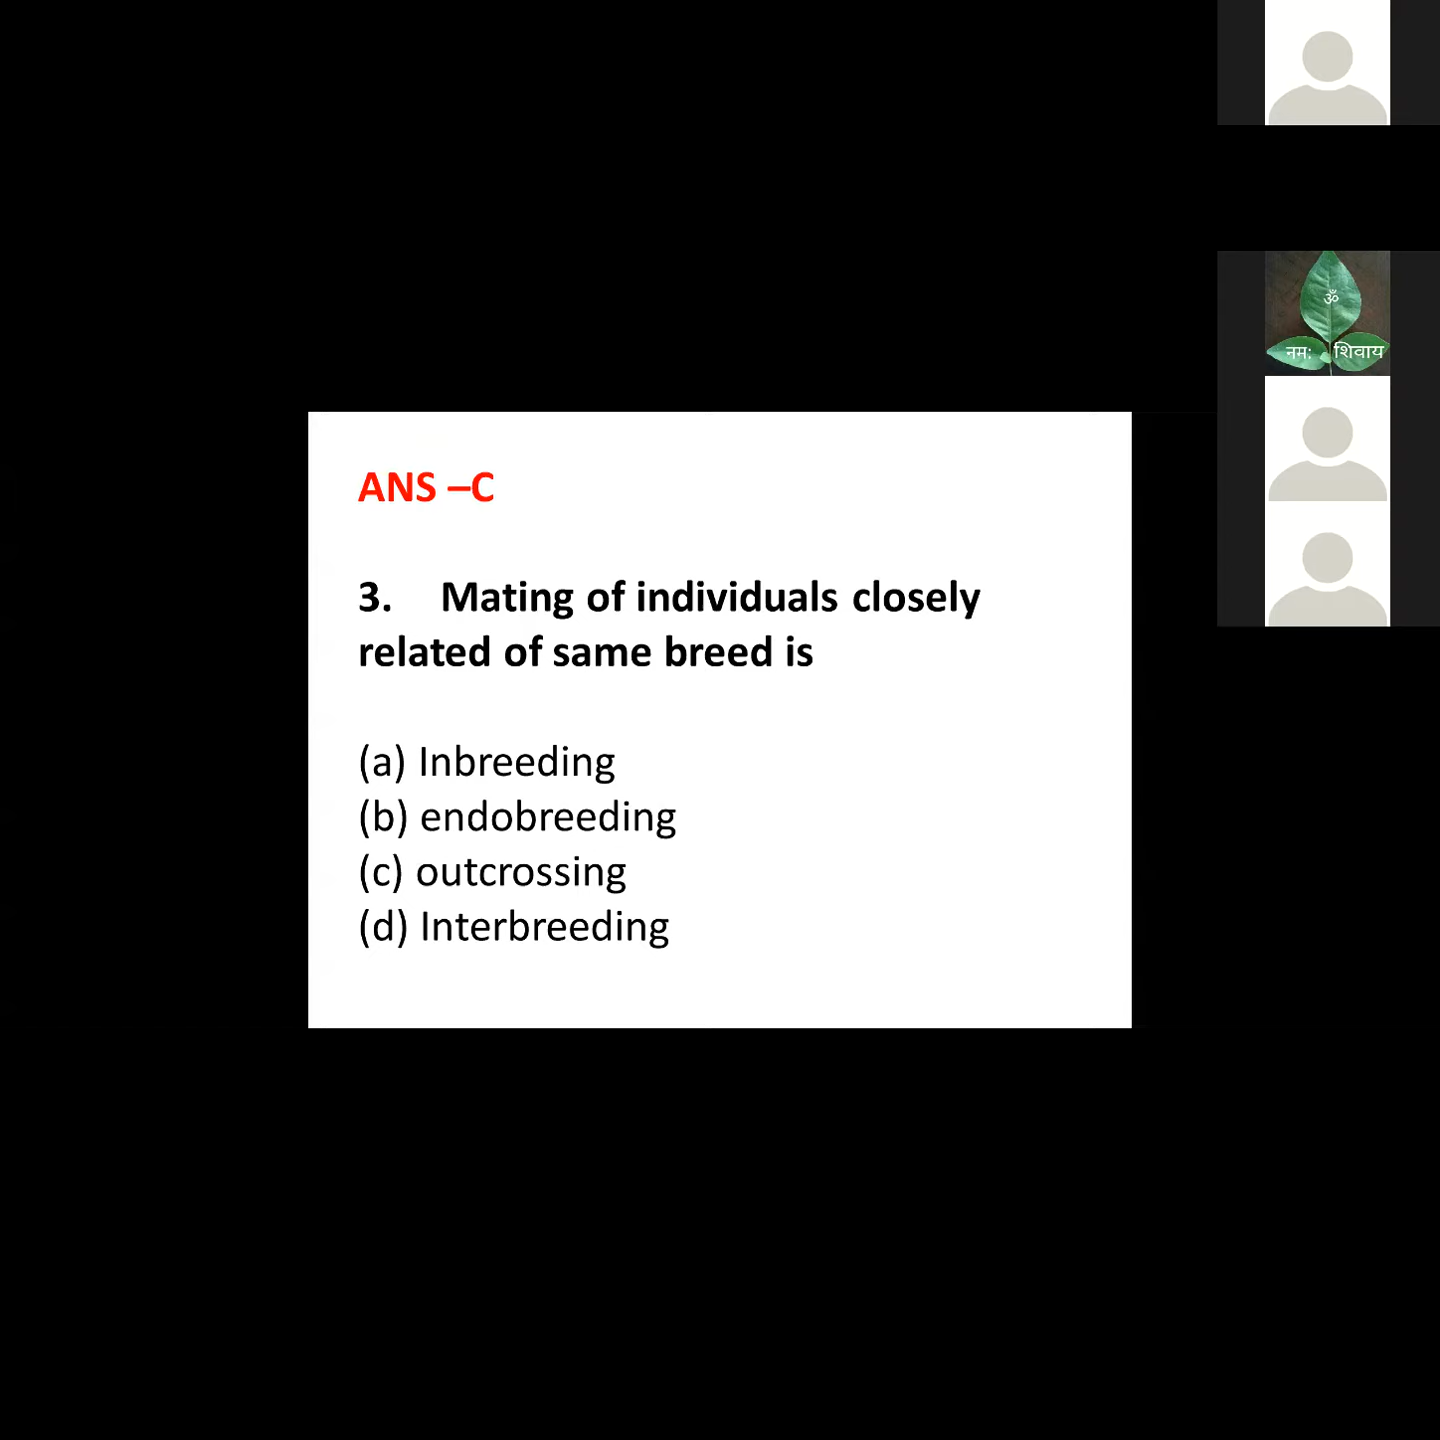 ANS –C
3. Mating of individuals closely
related of same breed is
(a) Inbreeding
(b) endobreeding
(c) outcrossing
(d) Interbreeding
ॐ
नम: शिवाय